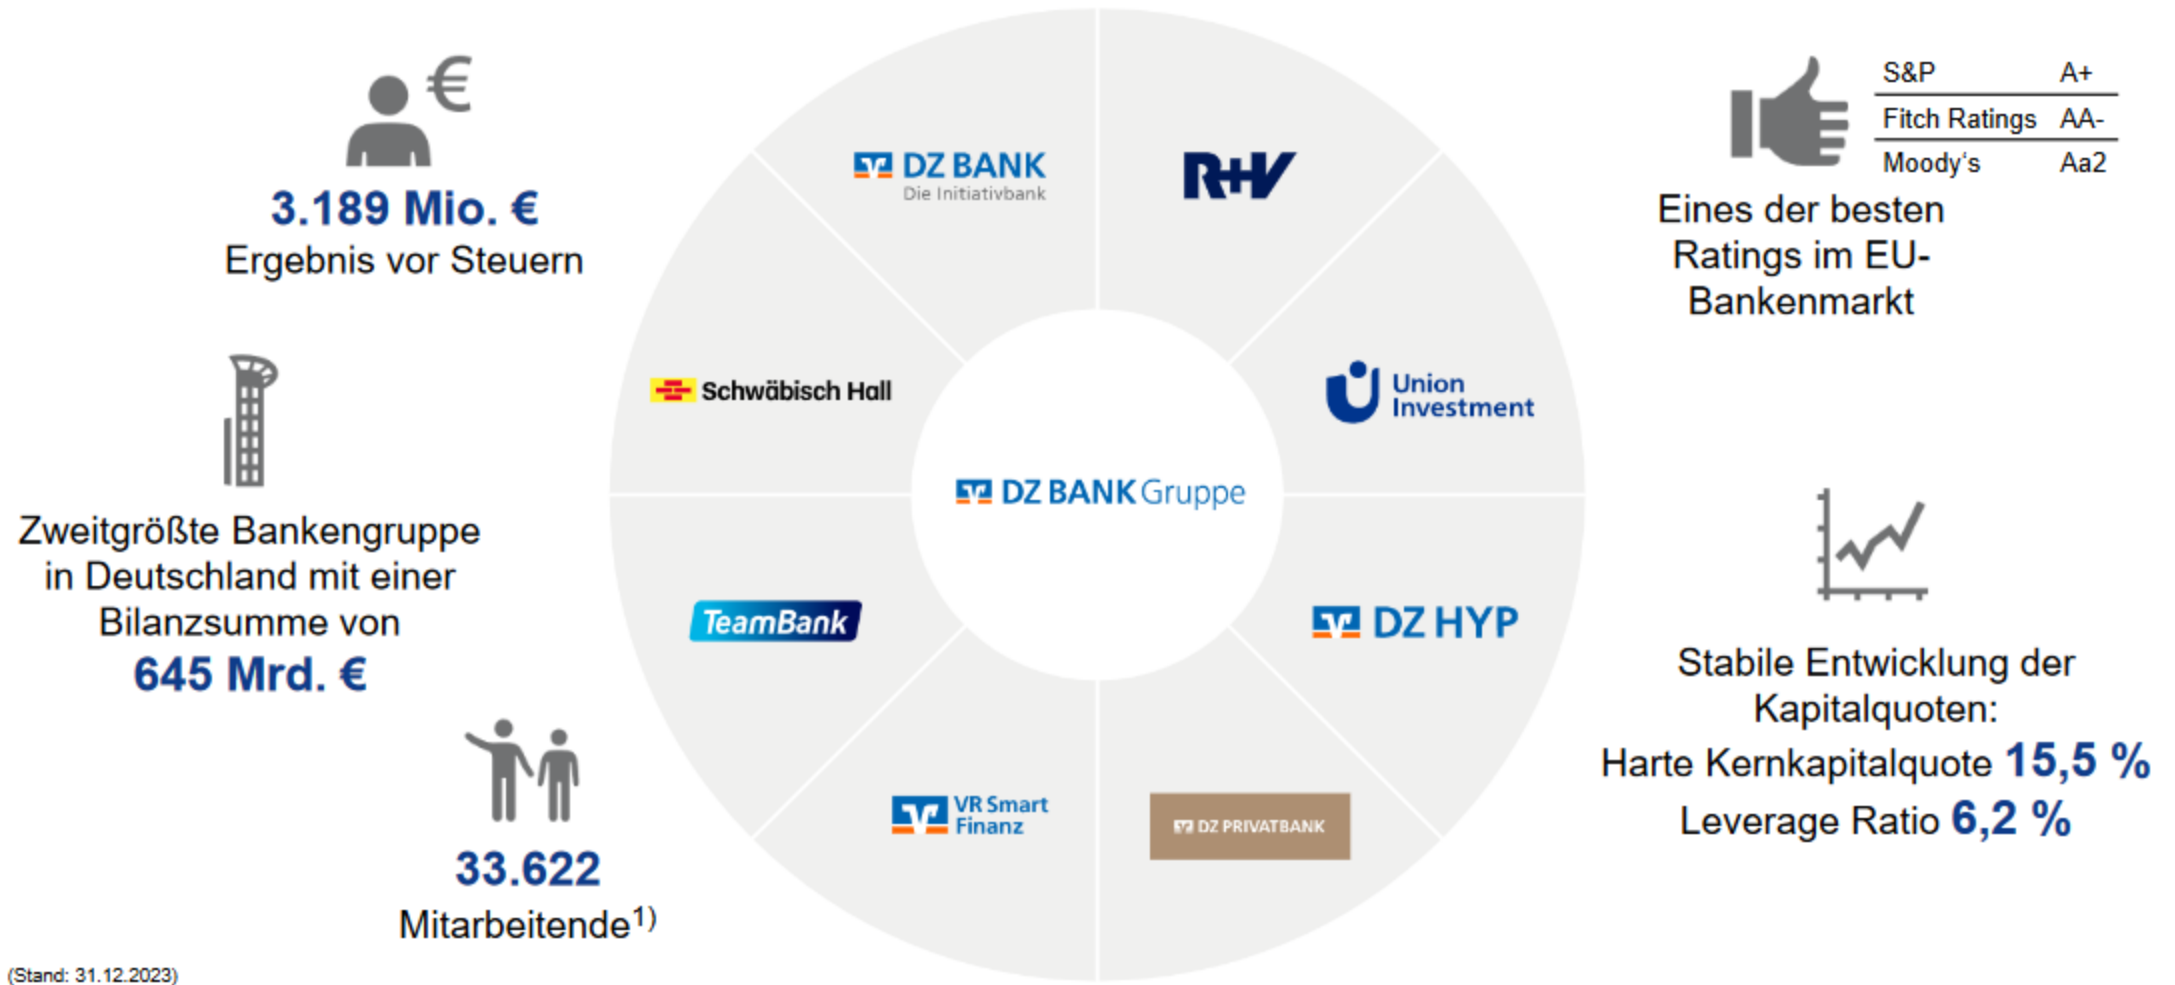 €
3.189 Mio. €
Ergebnis vor Steuern
Zweitgrößte Bankengruppe
in Deutschland mit einer
Bilanzsumme von
645 Mrd. €
33.622
Mitarbeitende1)
(Stand: 31.12.2023)
DZ BANK
Die Initiativbank
R+V
Schwäbisch Hall
Union
Investment
DZ BANK Gruppe
TeamBank
DZ HYP
VR Smart
Finanz
DZ PRIVATBANK
S&P A+
Fitch Ratings AA-
Moody‘s Aa2
Eines der besten
Ratings im EU-
Bankenmarkt
Stabile Entwicklung der
Kapitalquoten:
Harte Kernkapitalquote 15,5 %
Leverage Ratio 6,2 %